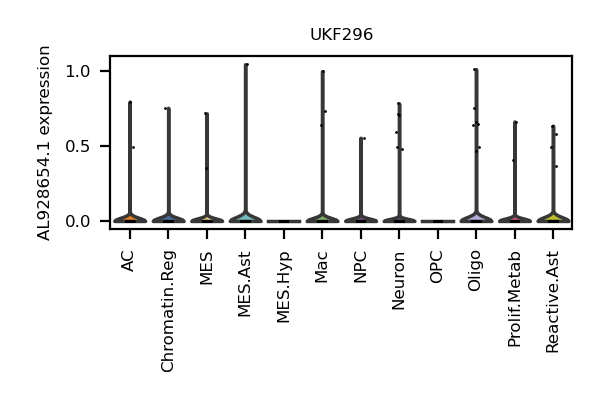 UKF296
AL928654.1 expression
1.0
0.5
0.0
AC
Chromatin.Reg
MES
MES.Ast
MES.Hyp
Mac
NPC
Neuron
OPC
Oligo
Prolif.Metab
Reactive.Ast